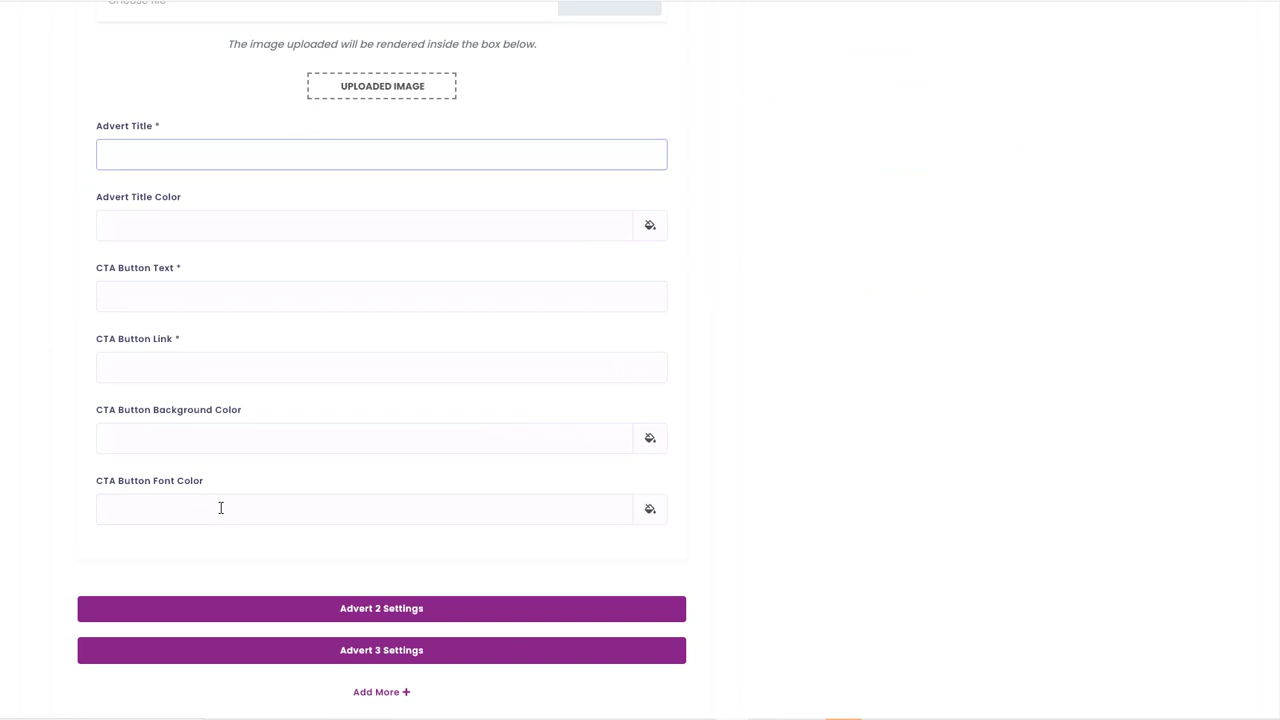 Choose file
The image uploaded will be rendered inside the box below.
UPLOADED IMAGE
Advert Title *
Advert Title Color
CTA Button Text *
CTA Button Link *
CTA Button Background Color
CTA Button Font Color
Advert 2 Settings
Advert 3 Settings
Add More +